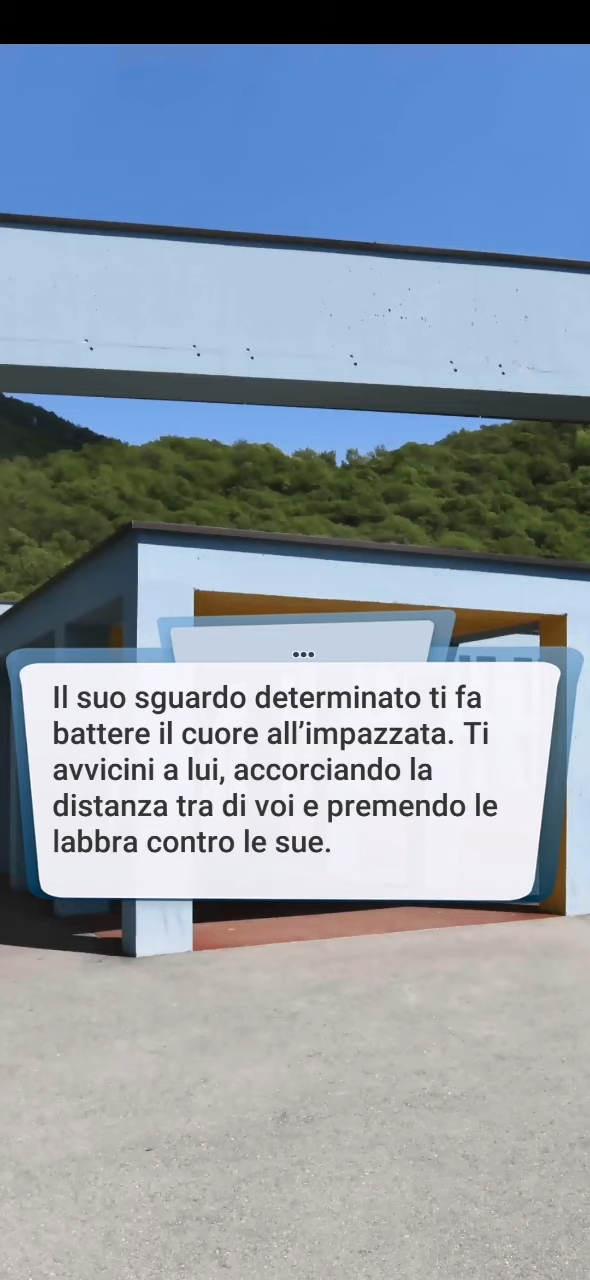 •••
Il suo sguardo determinato ti fa
battere il cuore all’impazzata. Ti
avvicini a lui, accorciando la
distanza tra di voi e premendo le
labbra contro le sue.